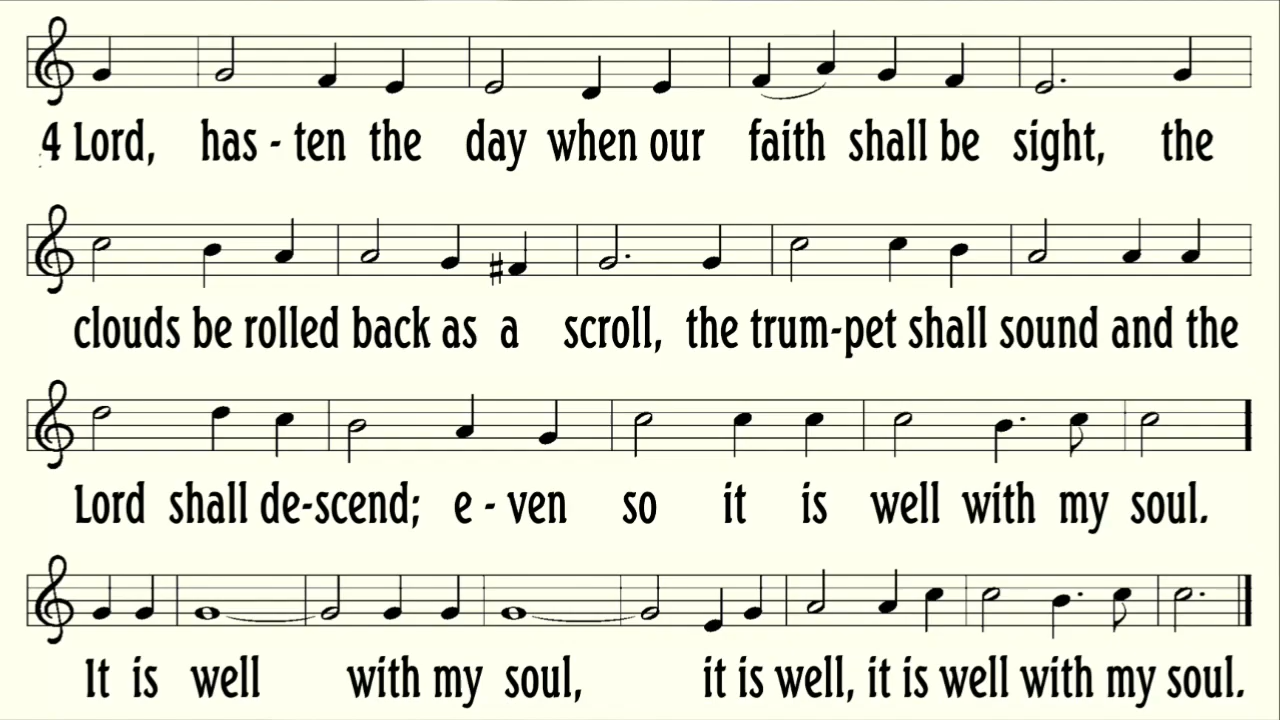 4 Lord, has - ten the day when our faith shall be sight, the
clouds be rolled back as a scroll, the trum-pet shall sound and the
Lord shall de-scend; e - ven so it is well with my soul.
It is well with my soul, it is well, it is well with my soul.